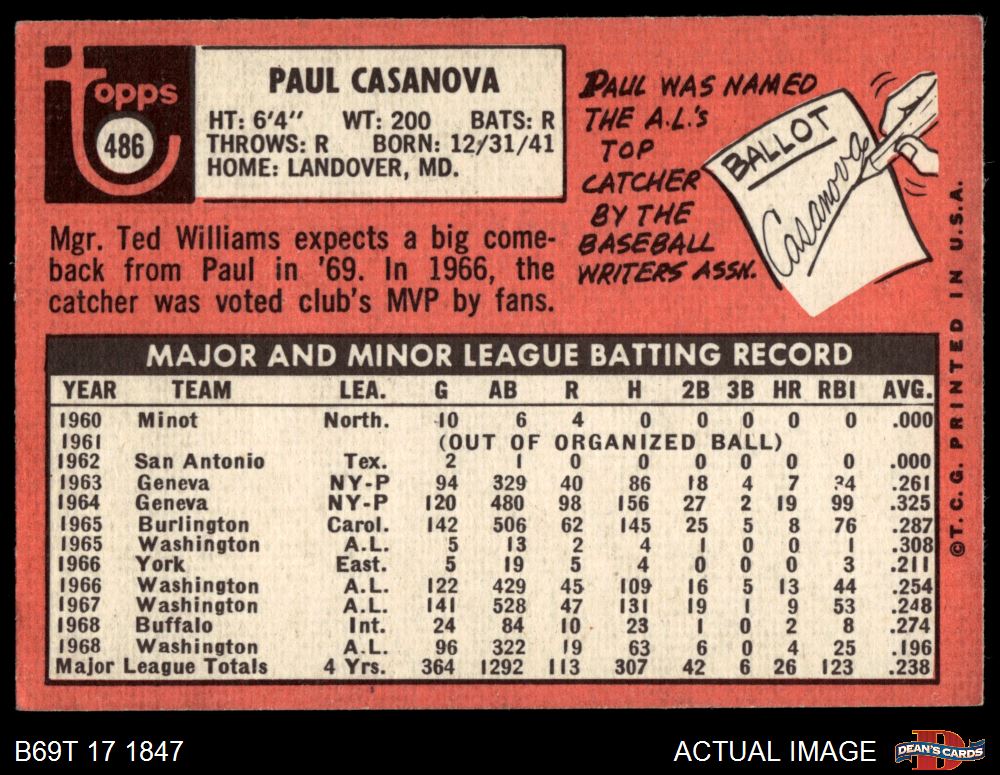 topps
486
PAUL CASANOVA
HT: 6'4" WT: 200 BATS: R
THROWS: R BORN: 12/31/41
HOME: LANDOVER, MD.
Mgr. Ted Williams expects a big come-
back from Paul in '69. In 1966, the
catcher was voted club's MVP by fans.
PAUL WAS NAMED
THE A.L.'s
TOP
CATCHER
BY THE
BASEBALL
WRITERS ASSN.
BALLOT
Casanova
MAJOR AND MINOR LEAGUE BATTING RECORD
YEAR TEAM LEA. G AB R H 2B 3B HR RBI AVG.
1960 Minot North. 10 6 4 0 0 0 0 0 .000
1961 (OUT OF ORGANIZED BALL)
1962 San Antonio Tex. 2 1 0 0 0 0 0 0 .000
1963 Geneva NY-P 94 329 40 86 18 4 7 34 .261
1964 Geneva NY-P 120 480 98 156 27 2 19 99 .325
1965 Burlington Carol. 142 506 62 145 25 5 8 76 .287
1965 Washington A.L. 5 13 2 4 1 0 0 1 .308
1966 York East. 5 19 5 4 0 0 0 3 .211
1966 Washington A.L. 122 429 45 109 16 5 13 44 .254
1967 Washington A.L. 141 528 47 131 19 1 9 53 .248
1968 Buffalo Int. 24 84 10 23 1 0 2 8 .274
1968 Washington A.L. 96 322 19 63 6 0 4 25 .196
Major League Totals 4 Yrs. 364 1292 113 307 42 6 26 123 .238
©T.C.G. PRINTED IN U.S.A.
B69T 17 1847
ACTUAL IMAGE
DEAN'S CARDS